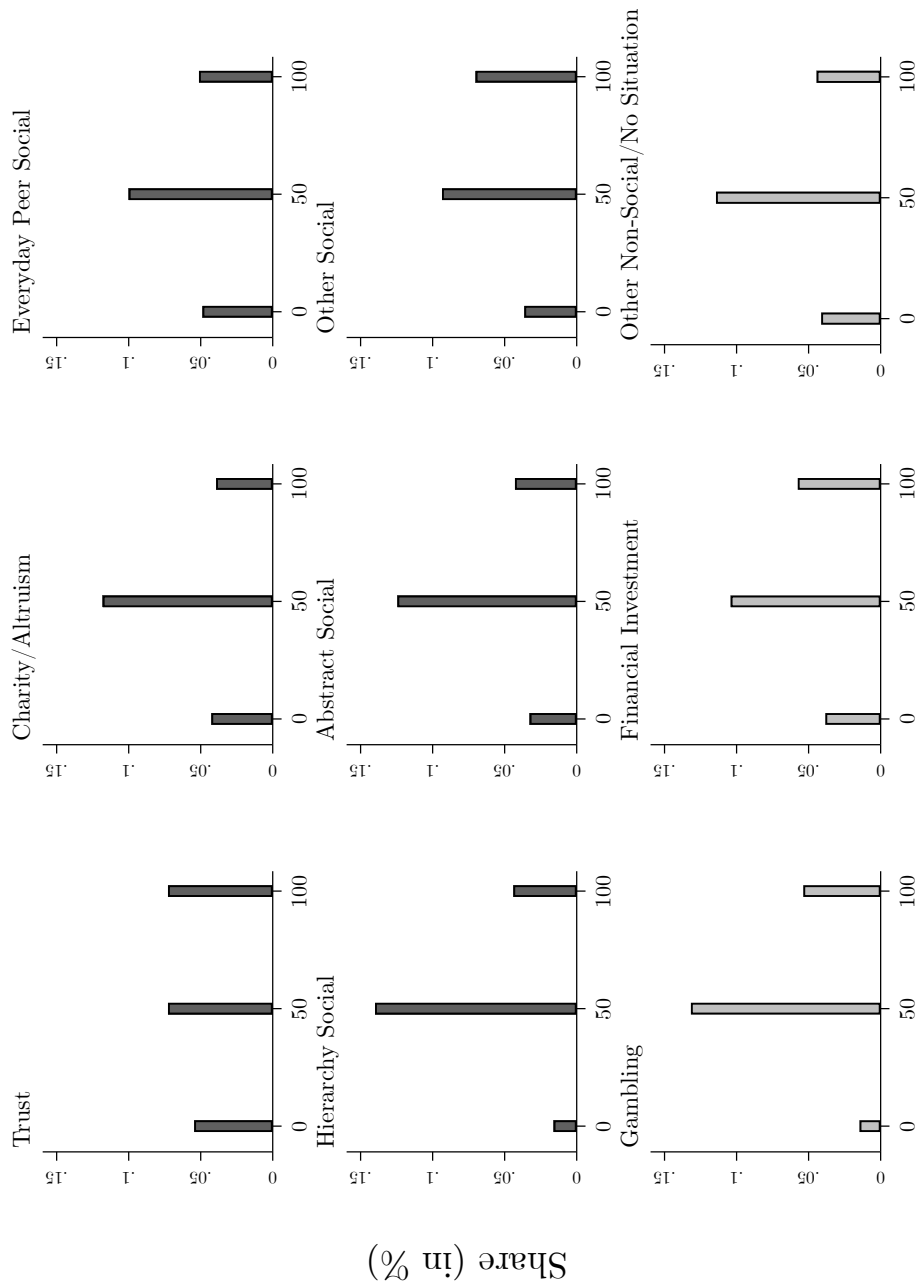 Share (in %)
Trust
.15
.1
.05
0
0 50 100
Charity/Altruism
.15
.1
.05
0
0 50 100
Everyday Peer Social
.15
.1
.05
0
0 50 100
Hierarchy Social
.15
.1
.05
0
0 50 100
Abstract Social
.15
.1
.05
0
0 50 100
Other Social
.15
.1
.05
0
0 50 100
Gambling
.15
.1
.05
0
0 50 100
Financial Investment
.15
.1
.05
0
0 50 100
Other Non-Social/No Situation
.15
.1
.05
0
0 50 100